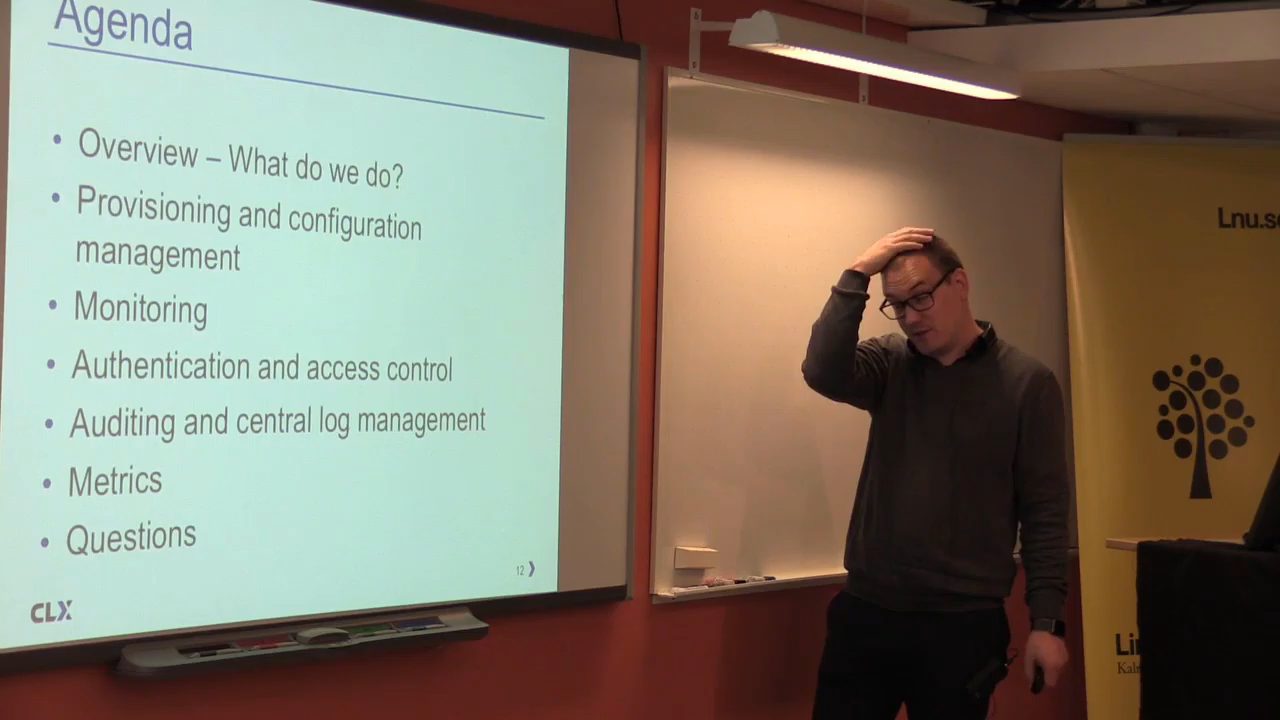 Agenda
• Overview – What do we do?
• Provisioning and configuration
management
• Monitoring
• Authentication and access control
• Auditing and central log management
• Metrics
• Questions
12
CLX
Lnu.se